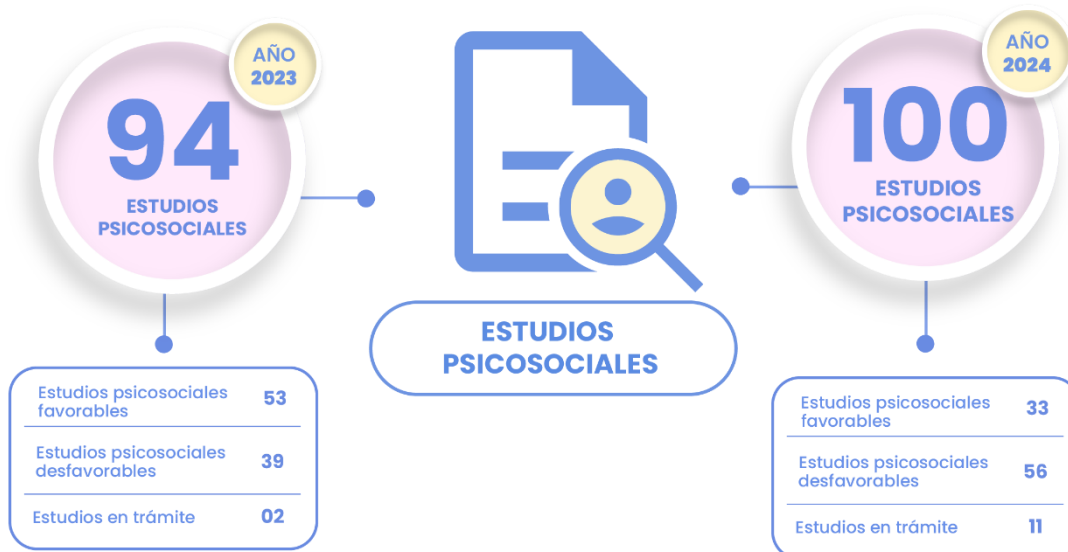 AÑO
2023
94
ESTUDIOS
PSICOSOCIALES
Estudios psicosociales
favorables
53
Estudios psicosociales
desfavorables
39
Estudios en trámite
02
ESTUDIOS
PSICOSOCIALES
AÑO
2024
100
ESTUDIOS
PSICOSOCIALES
Estudios psicosociales
favorables
33
Estudios psicosociales
desfavorables
56
Estudios en trámite
11